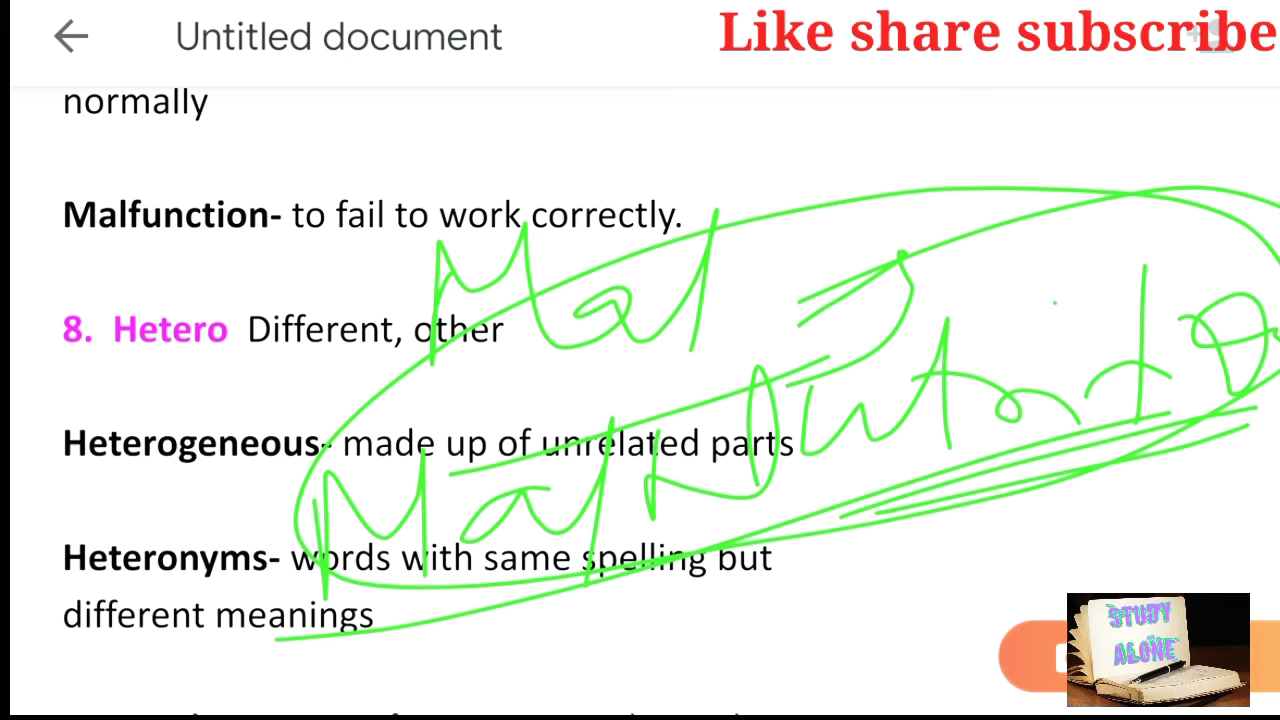 Untitled document
Like share subscribe
normally
Malfunction- to fail to work correctly.
Mal
8. Hetero Different, other
Heterogeneous- made up of unrelated parts
Malnutri
Heteronyms- words with same spelling but
different meanings
STUDY
ALONE